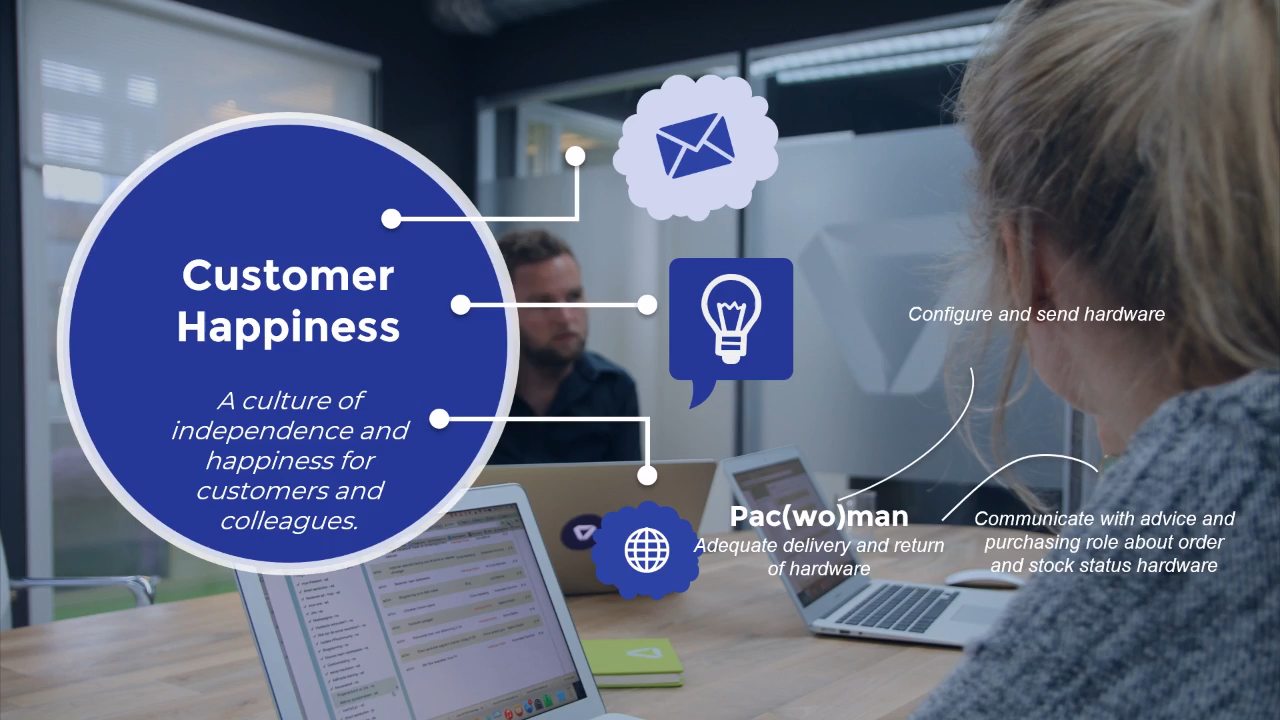 Customer
Happiness
A culture of
independence and
happiness for
customers and
colleagues.
Configure and send hardware
Pac(wo)man
Adequate delivery and return
of hardware
Communicate with advice and
purchasing role about order
and stock status hardware